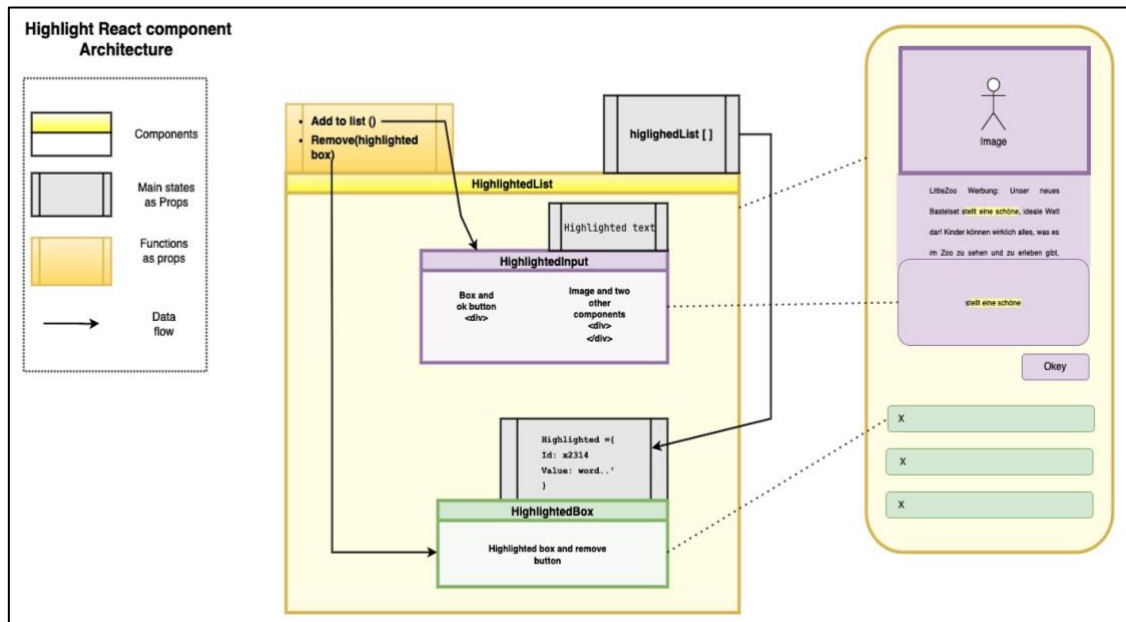 Highlight React component
Architecture
Components
Main states
as Props
Functions
as props
Data
flow
• Add to list ()
• Remove(highlighted
box)
higlighedList [ ]
HighlightedList
Highlighted text
HighlightedInput
Box and
ok button
<div>
Image and two
other
components
<div>
</div>
Highlighted ={
Id: x2314
Value: word..'
}
HighlightedBox
Highlighted box and remove
button
Image
LittleZoo Werbung: Unser neues
Bastelset stellt eine schöne, ideale Welt
dar! Kinder können wirklich alles, was es
im Zoo zu sehen und zu erleben gibt,
stellt eine schöne
Okey
X
X
X